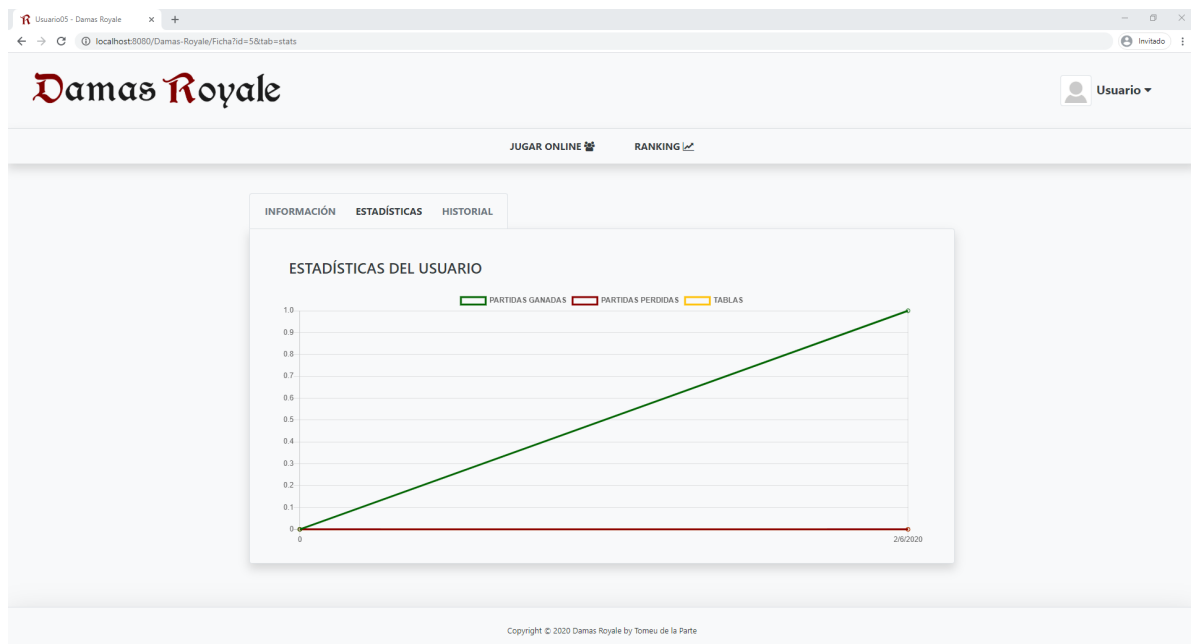 Usuario05 - Damas Royale
localhost:8080/Damas-Royale/Ficha?id=5&tab=stats
Invitado
Damas Royale
Usuario
JUGAR ONLINE RANKING
INFORMACIÓN ESTADÍSTICAS HISTORIAL
ESTADÍSTICAS DEL USUARIO
PARTIDAS GANADAS PARTIDAS PERDIDAS TABLAS
1.0
0.9
0.8
0.7
0.6
0.5
0.4
0.3
0.2
0.1
0
0 2/6/2020
Copyright © 2020 Damas Royale by Tomeu de la Parte